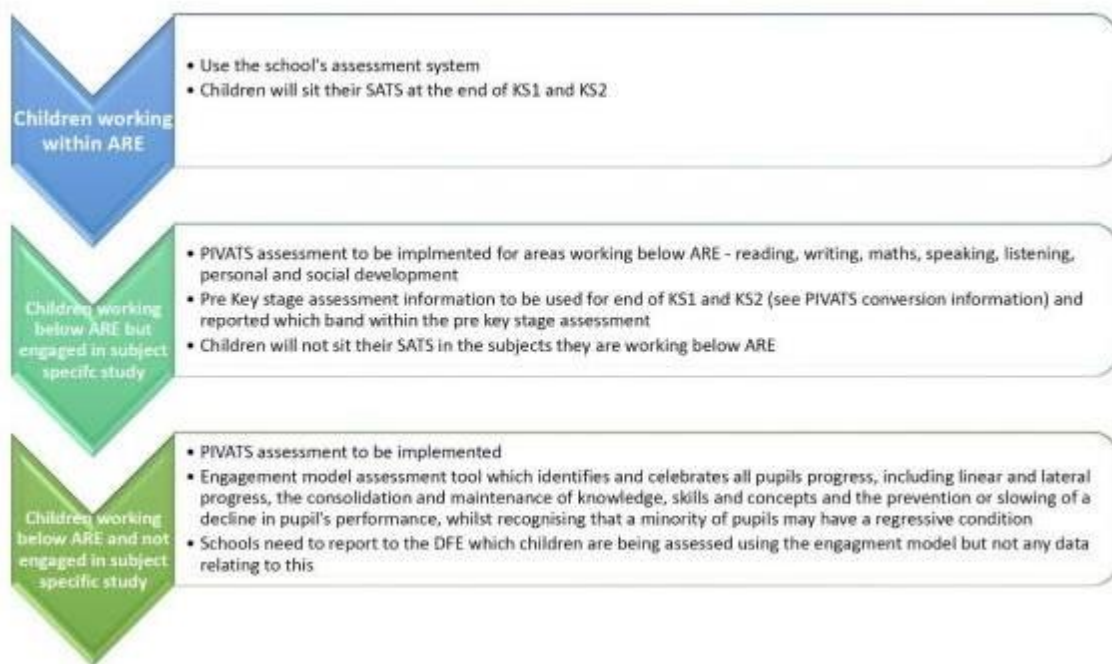 Children working
within ARE
• Use the school's assessment system
• Children will sit their SATS at the end of KS1 and KS2
Children working
below ARE but
engaged in subject
specifc study
• PIVATS assessment to be implmented for areas working below ARE - reading, writing, maths, speaking, listening,
personal and social development
• Pre Key stage assessment information to be used for end of KS1 and KS2 (see PIVATS conversion information) and
reported which band within the pre key stage assessment
• Children will not sit their SATS in the subjects they are working below ARE
Children working
below ARE and not
engaged in subject
specific study
• PIVATS assessment to be implemented
• Engagement model assessment tool which identifies and celebrates all pupils progress, including linear and lateral
progress, the consolidation and maintenance of knowledge, skills and concepts and the prevention or slowing of a
decline in pupil's performance, whilst recognising that a minority of pupils may have a regressive condition
• Schools need to report to the DFE which children are being assessed using the engagment model but not any data
relating to this